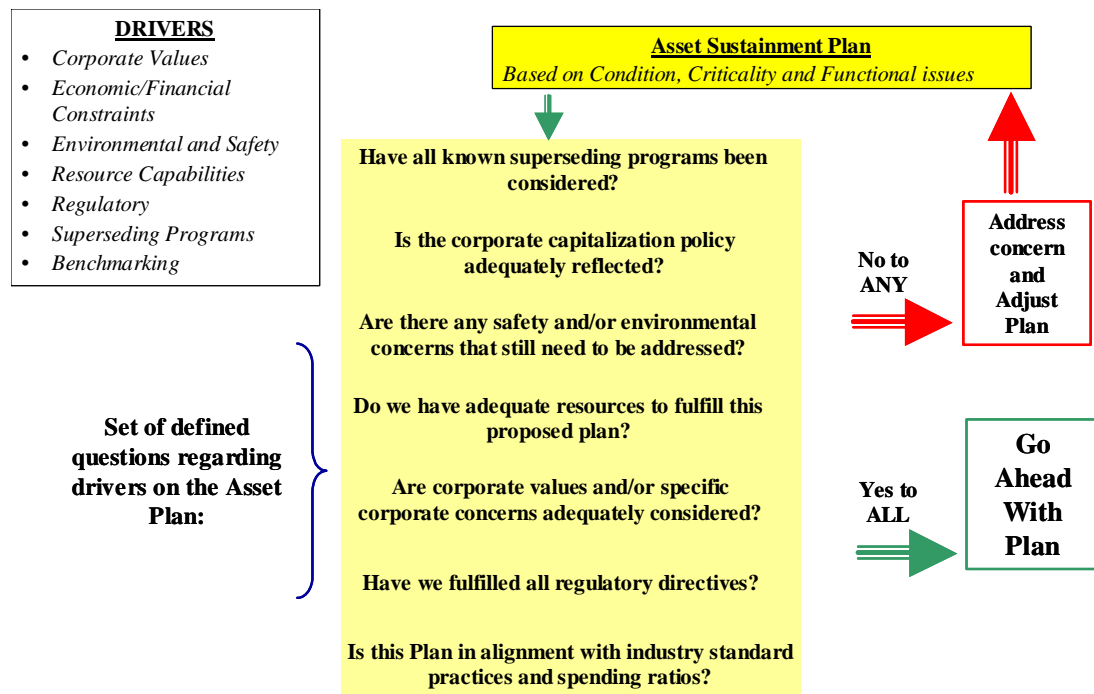 DRIVERS
• Corporate Values
• Economic/Financial
Constraints
• Environmental and Safety
• Resource Capabilities
• Regulatory
• Superseding Programs
• Benchmarking
Asset Sustainment Plan
Based on Condition, Criticality and Functional issues
Have all known superseding programs been
considered?
Is the corporate capitalization policy
adequately reflected?
Are there any safety and/or environmental
concerns that still need to be addressed?
Do we have adequate resources to fulfill this
proposed plan?
Are corporate values and/or specific
corporate concerns adequately considered?
Have we fulfilled all regulatory directives?
Is this Plan in alignment with industry standard
practices and spending ratios?
Set of defined
questions regarding
drivers on the Asset
Plan:
No to
ANY
Address
concern
and
Adjust
Plan
Yes to
ALL
Go
Ahead
With
Plan